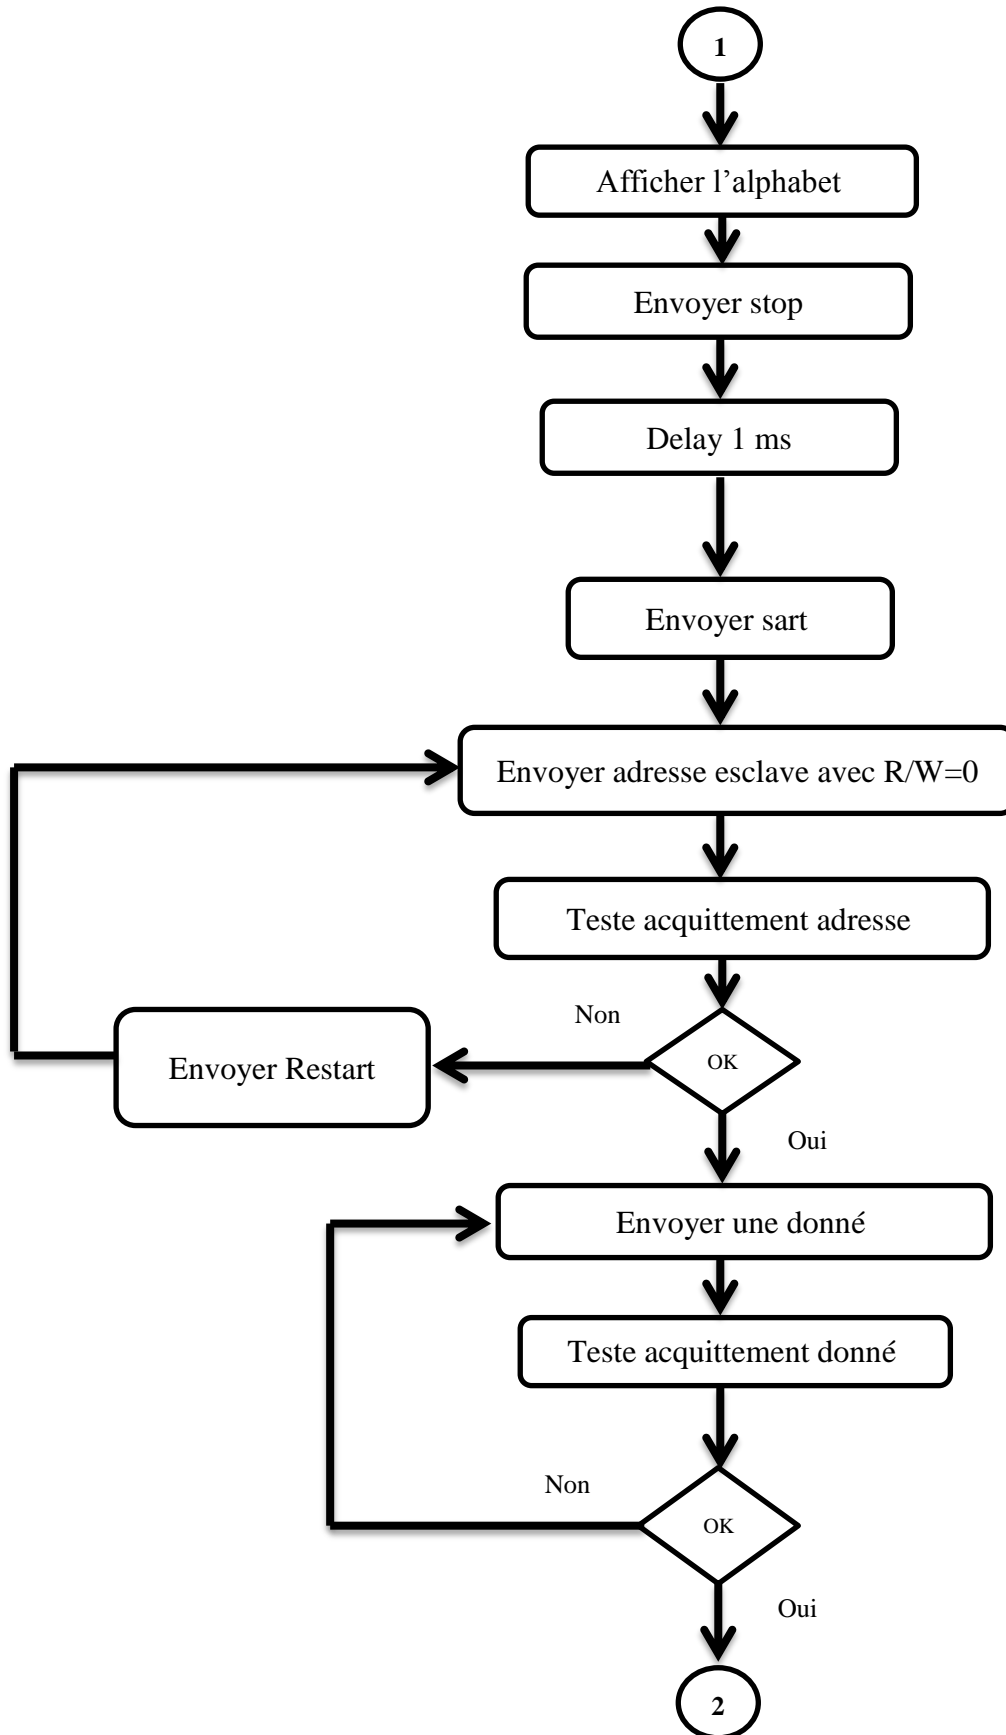 1
Afficher l’alphabet
Envoyer stop
Delay 1 ms
Envoyer sart
Envoyer adresse esclave avec R/W=0
Teste acquittement adresse
Non
OK
Envoyer Restart
Oui
Envoyer une donné
Teste acquittement donné
Non
OK
Oui
2